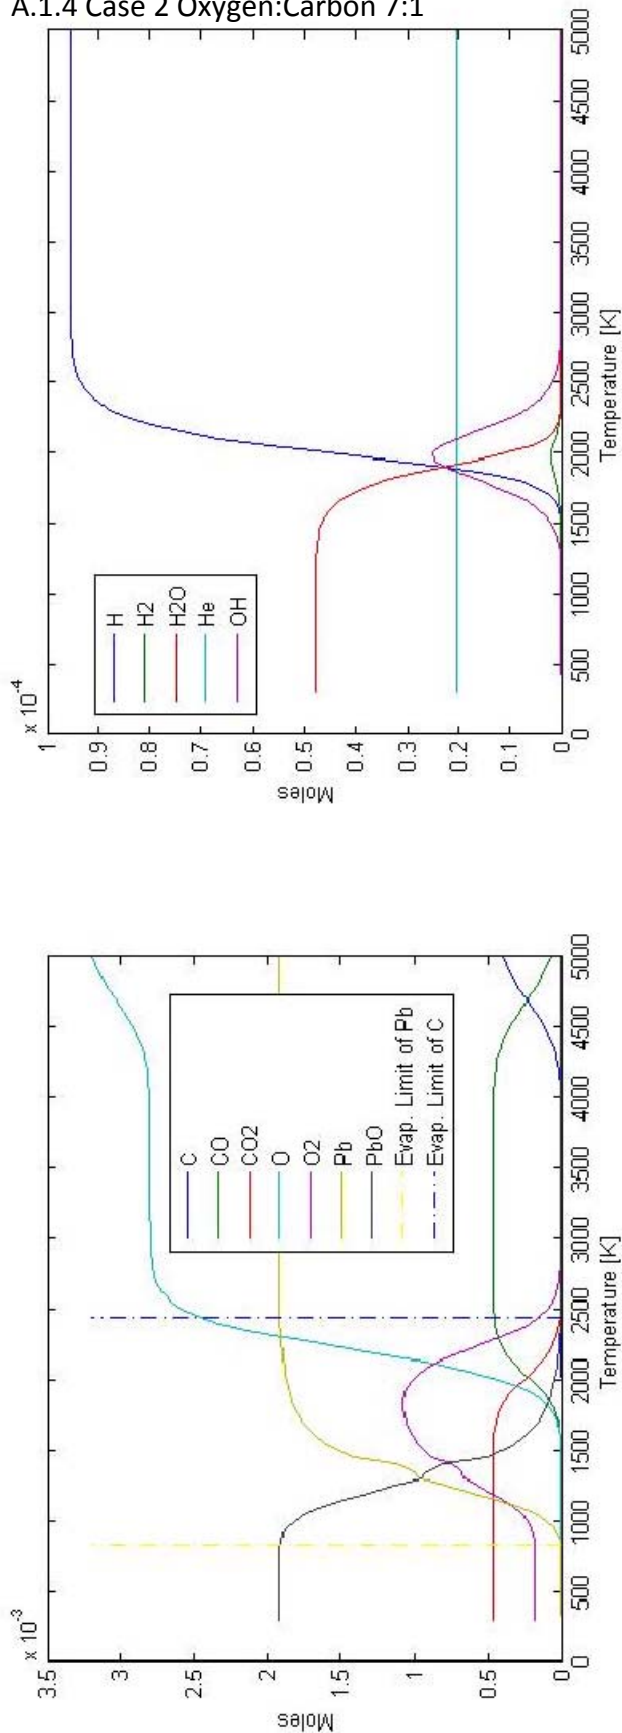 A.1.4 Case 2 Oxygen:Carbon 7:1
x 10-3
3.5
3
2.5
2
1.5
1
0.5
0
Moles
0
500
1000
1500
2000
2500
3000
3500
4000
4500
5000
Temperature [K]
C
CO
CO2
O
O2
Pb
PbO
Evap. Limit of Pb
Evap. Limit of C
x 10-4
1
0.9
0.8
0.7
0.6
0.5
0.4
0.3
0.2
0.1
0
Moles
0
500
1000
1500
2000
2500
3000
3500
4000
4500
5000
Temperature [K]
H
H2
H2O
He
OH